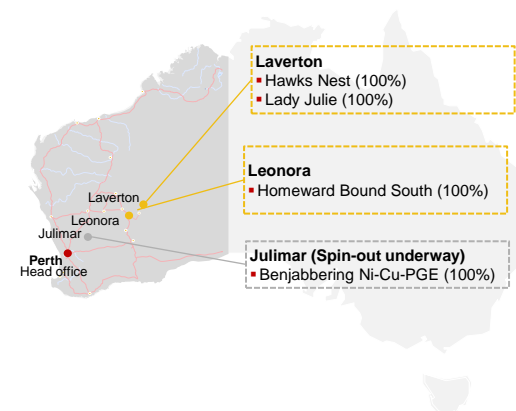 Laverton
Hawks Nest (100%)
Lady Julie (100%)
Leonora
Homeward Bound South (100%)
Julimar (Spin-out underway)
Benjabbering Ni-Cu-PGE (100%)
Laverton
Leonora
Julimar
Perth
Head office